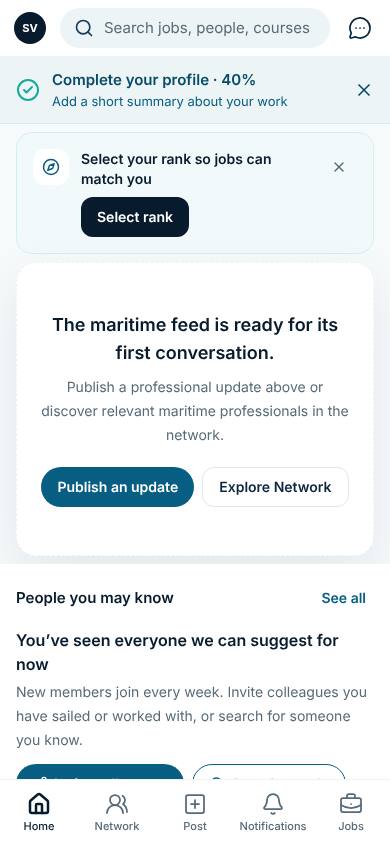 SV
Search jobs, people, courses
Complete your profile · 40%
Add a short summary about your work
Select your rank so jobs can
match you
Select rank
The maritime feed is ready for its
first conversation.
Publish a professional update above or
discover relevant maritime professionals in the
network.
Publish an update
Explore Network
People you may know
See all
You’ve seen everyone we can suggest for
now
New members join every week. Invite colleagues you
have sailed or worked with, or search for someone
you know.
Home
Network
Post
Notifications
Jobs